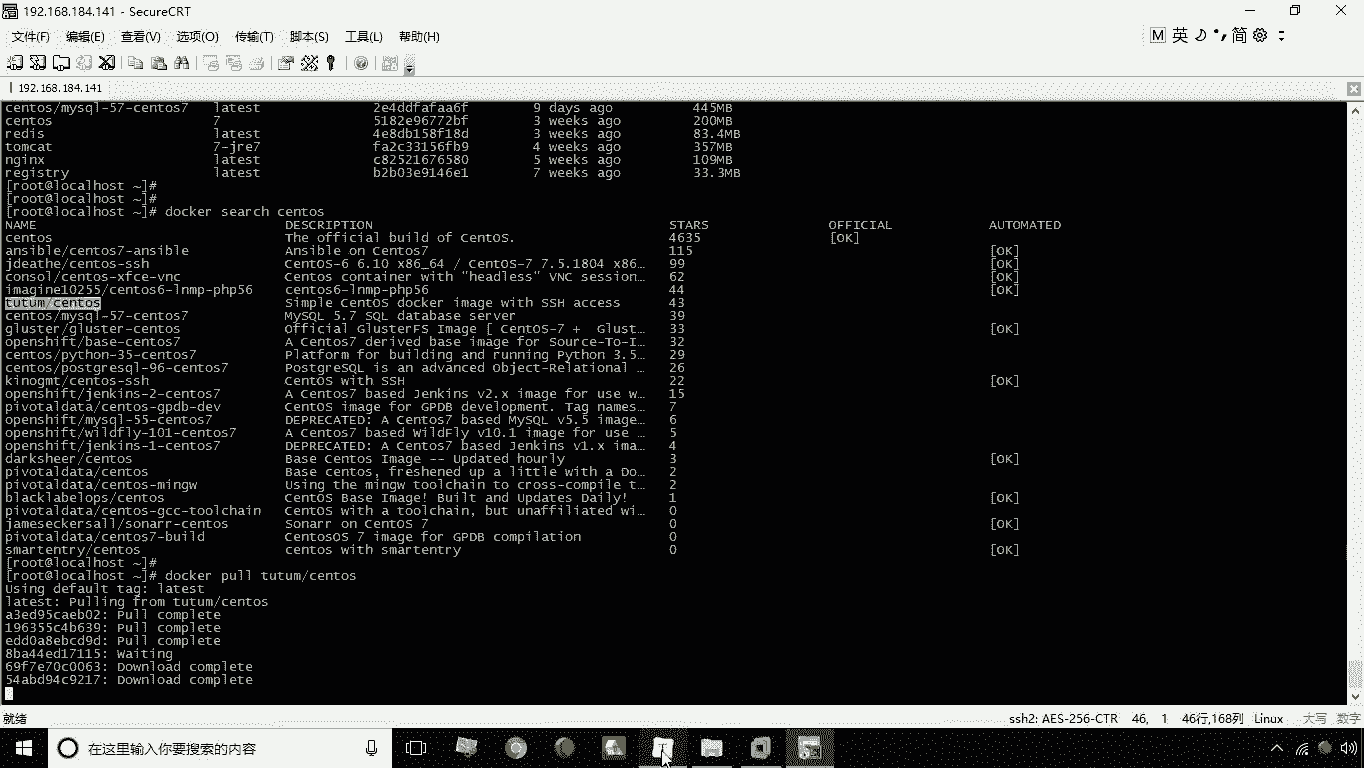 192.168.184.141 - SecureCRT
文件(F) 编辑(E) 查看(V) 选项(O) 传输(T) 脚本(S) 工具(L) 帮助(H)
M 英 简
192.168.184.141
centos/mysql-57-centos7 latest 2e4ddfafaa6f 9 days ago 445MB
centos 7 5182e96772bf 3 weeks ago 200MB
redis latest 4e8db158f18d 3 weeks ago 83.4MB
tomcat 7-jre7 fa2c33156fb9 4 weeks ago 357MB
nginx latest c82521676580 5 weeks ago 109MB
registry latest b2b03e9146e1 7 weeks ago 33.3MB
[root@localhost ~]#
[root@localhost ~]#
[root@localhost ~]# docker search centos
NAME DESCRIPTION STARS OFFICIAL AUTOMATED
centos The official build of CentOS. 4635 [OK]
ansible/centos7-ansible Ansible on Centos7 115 [OK]
jdeathe/centos-ssh CentOS-6 6.10 x86_64 / CentOS-7 7.5.1804 x86… 99 [OK]
consol/centos-xfce-vnc Centos container with "headless" VNC session… 62 [OK]
imagine10255/centos6-lnmp-php56 centos6-lnmp-php56 44 [OK]
tutum/centos Simple CentOS docker image with SSH access 43
centos/mysql-57-centos7 MySQL 5.7 SQL database server 39
gluster/gluster-centos Official GlusterFS Image [ CentOS-7 + Glust… 33 [OK]
openshift/base-centos7 A Centos7 derived base image for Source-To-I… 32
centos/python-35-centos7 Platform for building and running Python 3.5… 29
centos/postgresql-96-centos7 PostgreSQL is an advanced Object-Relational … 26
kinogmt/centos-ssh CentOS with SSH 22 [OK]
openshift/jenkins-2-centos7 A Centos7 based Jenkins v2.x image for use w… 15
pivotaldata/centos-gpdb-dev CentOS image for GPDB development. Tag names… 7
openshift/mysql-55-centos7 DEPRECATED: A Centos7 based MySQL v5.5 image… 6
openshift/wildfly-101-centos7 A Centos7 based WildFly v10.1 image for use … 5
openshift/jenkins-1-centos7 DEPRECATED: A Centos7 based Jenkins v1.x ima… 4
darksheer/centos Base Centos Image -- Updated hourly 3 [OK]
pivotaldata/centos Base centos, freshened up a little with a Do… 2
pivotaldata/centos-mingw Using the mingw toolchain to cross-compile t… 2
blacklabelops/centos CentOS Base Image! Built and Updates Daily! 1 [OK]
pivotaldata/centos-gcc-toolchain CentOS with a toolchain, but unaffiliated wi… 0
jameseckersall/sonarr-centos Sonarr on CentOS 7 0 [OK]
pivotaldata/centos7-build CentosOS 7 image for GPDB compilation 0
smartentry/centos centos with smartentry 0 [OK]
[root@localhost ~]#
[root@localhost ~]# docker pull tutum/centos
Using default tag: latest
latest: Pulling from tutum/centos
a3ed95caeb02: Pull complete
196355c4b639: Pull complete
edd0a8ebcd9d: Pull complete
8ba44ed17115: Waiting
69f7e70c0063: Download complete
54abd94c9217: Download complete
就绪 ssh2: AES-256-CTR 46, 1 46行,168列 Linux 大写 数字
在这里输入你要搜索的内容